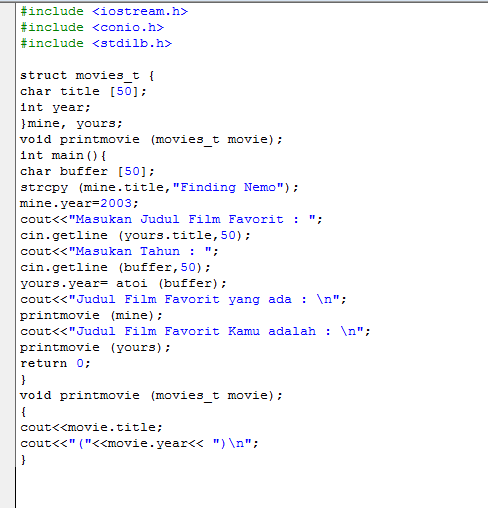 #include <iostream.h>
#include <conio.h>
#include <stdilb.h>
struct movies_t {
char title [50];
int year;
}mine, yours;
void printmovie (movies_t movie);
int main(){
char buffer [50];
strcpy (mine.title,"Finding Nemo");
mine.year=2003;
cout<<"Masukan Judul Film Favorit : ";
cin.getline (yours.title,50);
cout<<"Masukan Tahun : ";
cin.getline (buffer,50);
yours.year= atoi (buffer);
cout<<"Judul Film Favorit yang ada : \n";
printmovie (mine);
cout<<"Judul Film Favorit Kamu adalah : \n";
printmovie (yours);
return 0;
}
void printmovie (movies_t movie);
{
cout<<movie.title;
cout<<"("<<movie.year<< ")\n";
}